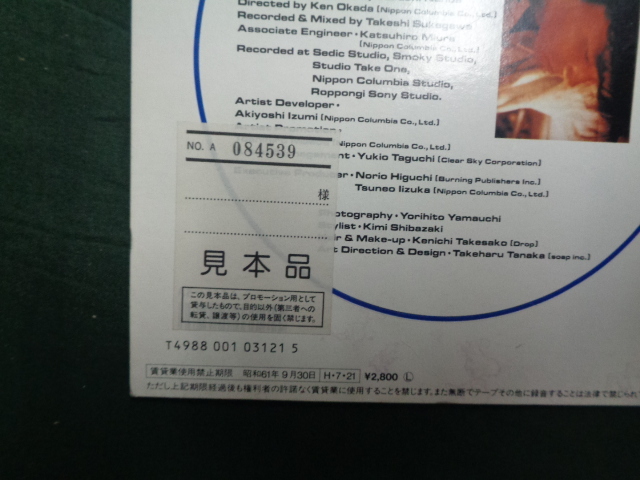 Directed by Ken Okada [Nippon Columbia Co., Ltd.]
Recorded & Mixed by Takeshi Sukegawa
Associate Engineer・Katsuhiro Miura
[Nippon Columbia Co., Ltd.]
Recorded at Sedic Studio, Smoky Studio,
Studio Take One,
Nippon Columbia Studio,
Roppongi Sony Studio.
Artist Developer・
Akiyoshi Izumi [Nippon Columbia Co., Ltd.]
Artist Promotion・
Nippon Columbia Co., Ltd.]
ment・Yukio Taguchi [Clear Sky Corporation]
Executive Producer・Norio Higuchi [Burning Publishers Inc.]
Tsuneo Iizuka [Nippon Columbia Co., Ltd.]
Photography・Yorihito Yamauchi
Stylist・Kimi Shibazaki
Hair & Make-up・Kenichi Takesako [Drop]
Art Direction & Design・Takeharu Tanaka [soap inc.]
NO. A 084539
様
見本品
この見本品は、プロモーション用として
貸与したもので、目的以外(第三者への
転貸、譲渡等)の使用を固く禁じます。
T4988 001 03121 5
賃貸業使用禁止期限 昭和61年9月30日 H・7・21 ¥2,800 Ⓛ
ただし上記期限経過後も権利者の許諾なく賃貸業に使用することを禁じます。また無断でテープその他に録音することは法律で禁じられ